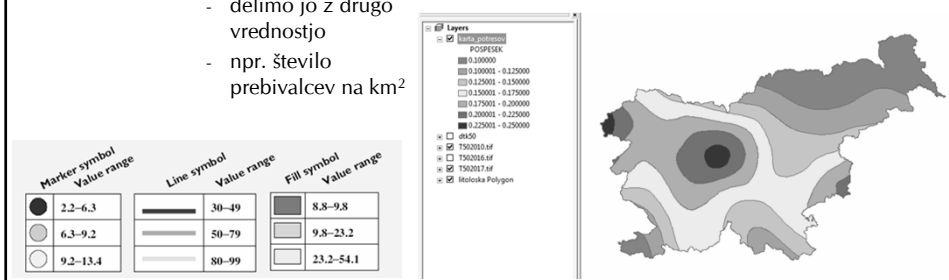 - delimo jo z drugo
vrednostjo
- npr. število
prebivalcev na km²
Marker symbol
Value range
2.2–6.3
6.3–9.2
9.2–13.4
Line symbol
Value range
30–49
50–79
80–99
Fill symbol
Value range
8.8–9.8
9.8–23.2
23.2–54.1
Layers
karta_potresov
POSPESEK
0.100000
0.100001 - 0.125000
0.125001 - 0.150000
0.150001 - 0.175000
0.175001 - 0.200000
0.200001 - 0.225000
0.225001 - 0.250000
dtk50
T502010.tif
T502016.tif
T502017.tif
litoloska Polygon